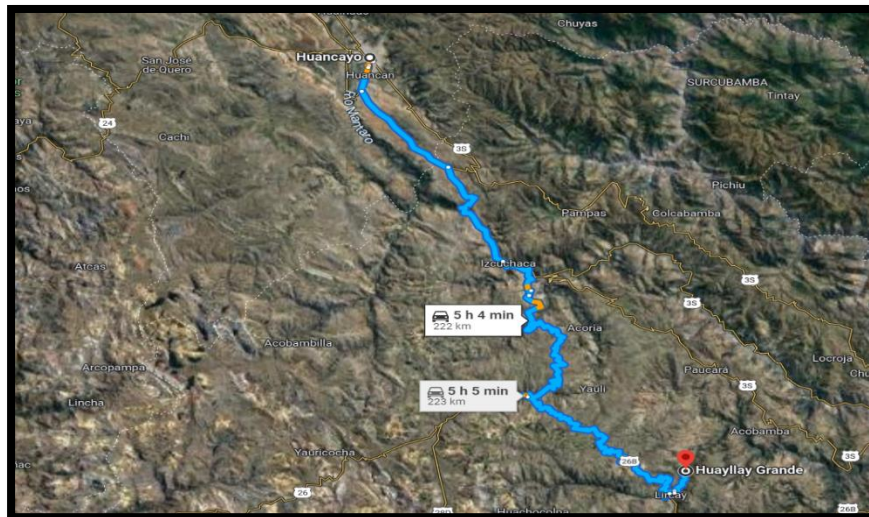 Chuyas
Huancayo
San José
de Quero
Huancán
SURCUBAMBA
Tintay
Río Mantaro
24
Cachi
3S
Pichiu
Pampas
Colcabamba
Atcas
Izcuchaca
3S
3S
5 h 4 min
222 km
Acoria
Acobambilla
Locroja
Arcopampa
Paucará
5 h 5 min
223 km
Yauli
3S
Lincha
Acobamba
Yauricocha
26B
3S
Huayllay Grande
26
Lircay
Huachocolpa
26B